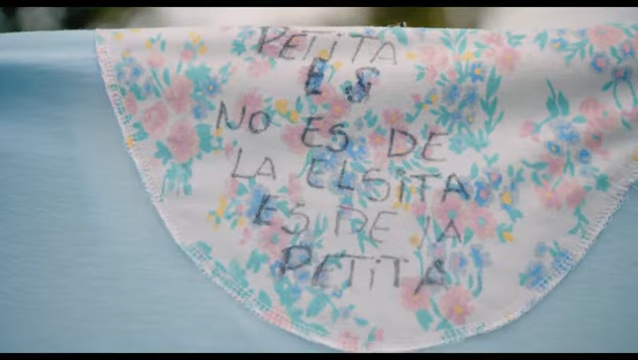 PETITA
ES
NO ES DE
LA ELSITA
ES DE LA
PETITA